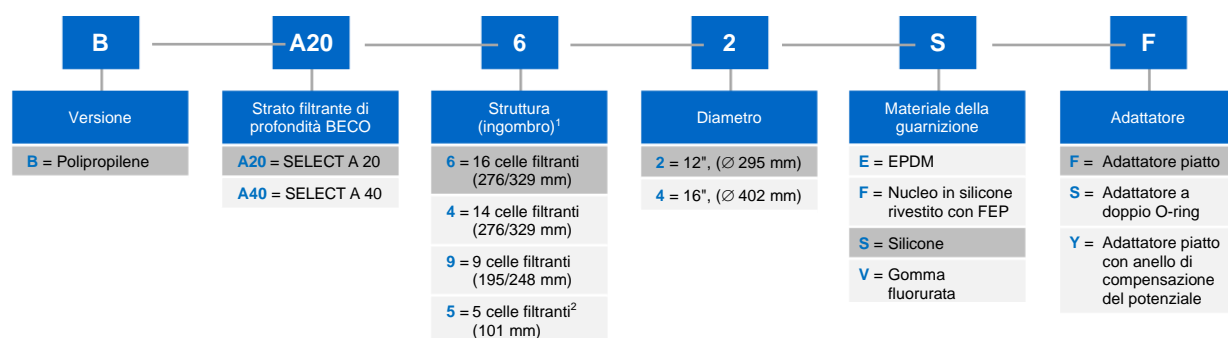 B
A20
6
2
S
F
Versione
Strato filtrante di
profondità BECO
Struttura
(ingombro)1
Diametro
Materiale della
guarnizione
Adattatore
B = Polipropilene
A20 = SELECT A 20
A40 = SELECT A 40
6 = 16 celle filtranti
(276/329 mm)
4 = 14 celle filtranti
(276/329 mm)
9 = 9 celle filtranti
(195/248 mm)
5 = 5 celle filtranti2
(101 mm)
2 = 12", (∅ 295 mm)
4 = 16", (∅ 402 mm)
E = EPDM
F = Nucleo in silicone
rivestito con FEP
S = Silicone
V = Gomma
fluorurata
F = Adattatore piatto
S = Adattatore a
doppio O-ring
Y = Adattatore piatto
con anello di
compensazione
del potenziale